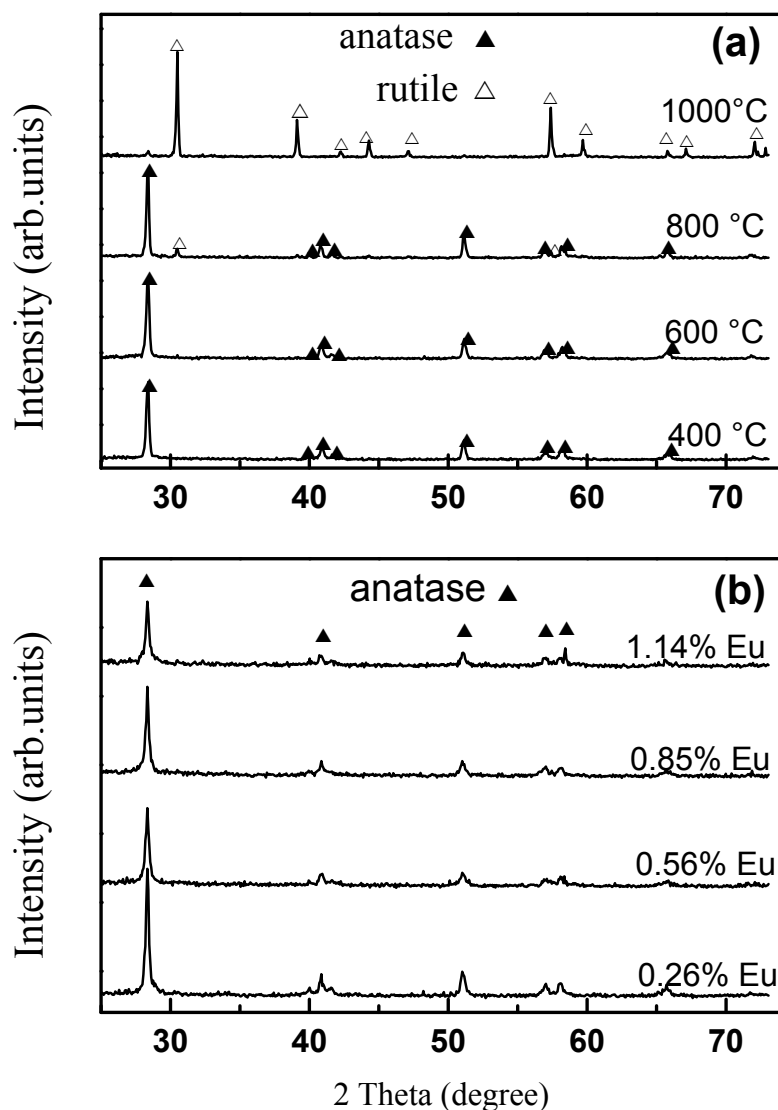 (a)
anatase ▲
rutile △
1000°C
800 °C
600 °C
400 °C
Intensity (arb.units)
30 40 50 60 70
(b)
anatase ▲
1.14% Eu
0.85% Eu
0.56% Eu
0.26% Eu
Intensity (arb.units)
30 40 50 60 70
2 Theta (degree)